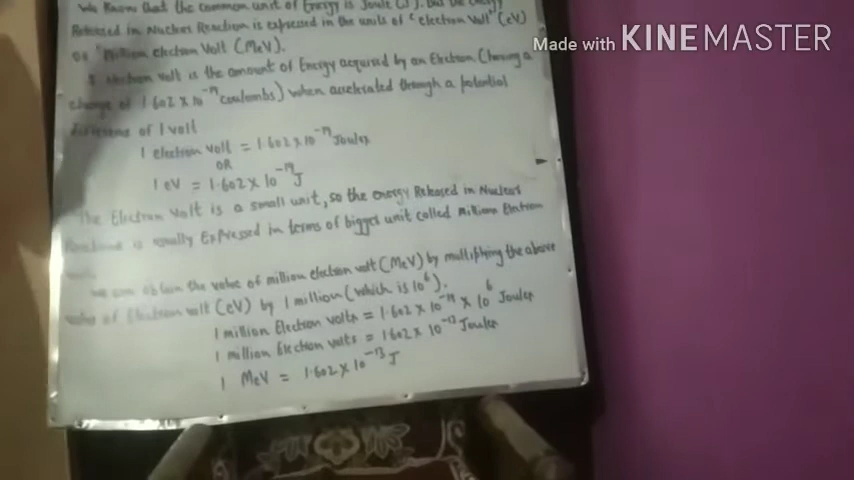 We Know that the common unit of Energy is Joule (J). But the Energy
Released in Nuclear Reaction is expressed in the units of "electron Volt" (eV)
or "Million electron Volt (MeV).
electron volt is the amount of Energy acquired by an Electron (having a
charge of 1.602 X 10^-19 coulombs) when accelerated through a potential
difference of 1 volt
1 electron volt = 1.602 X 10^-19 Joules
OR
1 eV = 1.602 X 10^-19 J
The Electron Volt is a small unit, so the energy Released in Nuclear
Reactions is usually Expressed in terms of bigger unit called Million Electron
we can obtain the value of million electron volt (MeV) by multiplying the above
value of Electron volt (eV) by 1 million (which is 10^6).
1 million Electron volts = 1.602 X 10^-19 X 10^6 Joules
1 million Electron volts = 1.602 X 10^-13 Joules
1 MeV = 1.602 X 10^-13 J
Made with KINEMASTER